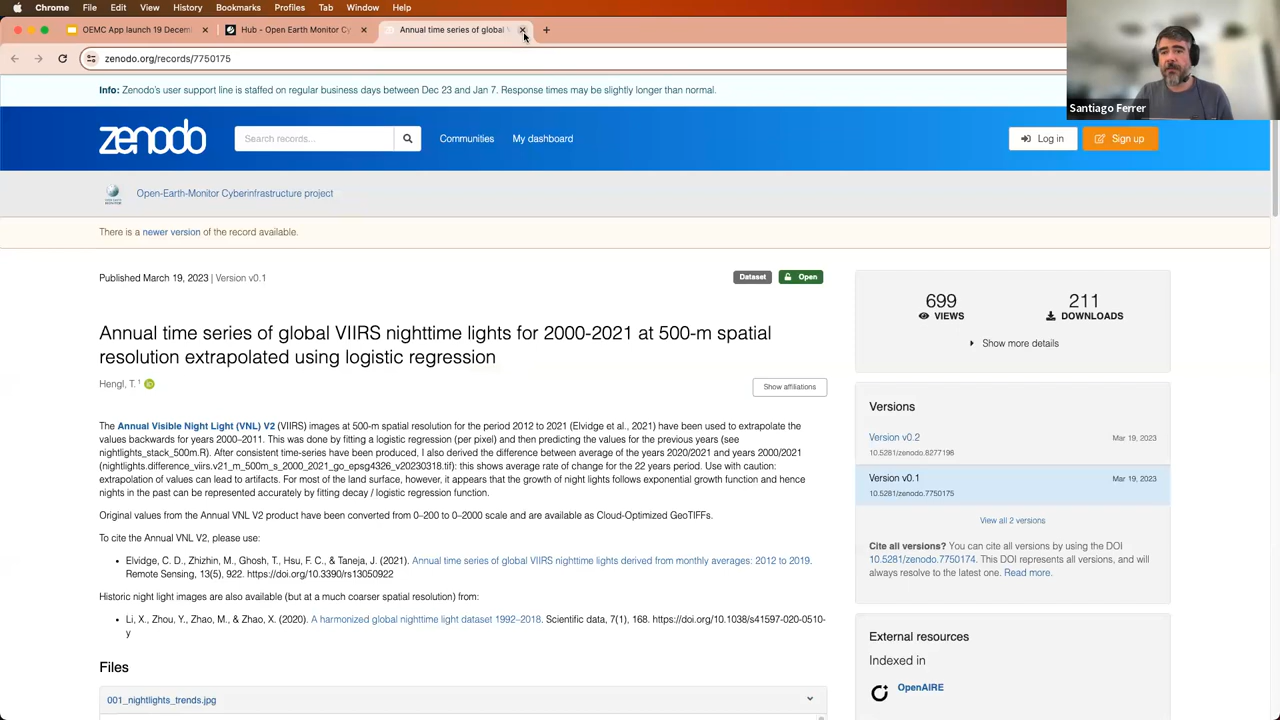 Chrome File Edit View History Bookmarks Profiles Tab Window Help
OEMC App launch 19 Decem
Hub - Open Earth Monitor Cy
Annual time series of global V
zenodo.org/records/7750175
Santiago Ferrer
Info: Zenodo's user support line is staffed on regular business days between Dec 23 and Jan 7. Response times may be slightly longer than normal.
zenodo
Search records...
Communities
My dashboard
Log in
Sign up
Open-Earth-Monitor Cyberinfrastructure project
There is a newer version of the record available.
Published March 19, 2023 | Version v0.1
Dataset
Open
Annual time series of global VIIRS nighttime lights for 2000-2021 at 500-m spatial
resolution extrapolated using logistic regression
Hengl, T. 1
Show affiliations
The Annual Visible Night Light (VNL) V2 (VIIRS) images at 500-m spatial resolution for the period 2012 to 2021 (Elvidge et al., 2021) have been used to extrapolate the
values backwards for years 2000–2011. This was done by fitting a logistic regression (per pixel) and then predicting the values for the previous years (see
nightlights_stack_500m.R). After consistent time-series have been produced, I also derived the difference between average of the years 2020/2021 and years 2000/2021
(nightlights.difference_viirs.v21_m_500m_s_2000_2021_go_epsg4326_v20230318.tif): this shows average rate of change for the 22 years period. Use with caution:
extrapolation of values can lead to artifacts. For most of the land surface, however, it appears that the growth of night lights follows exponential growth function and hence
nights in the past can be represented accurately by fitting decay / logistic regression function.
Original values from the Annual VNL V2 product have been converted from 0–200 to 0–2000 scale and are available as Cloud-Optimized GeoTIFFs.
To cite the Annual VNL V2, please use:
• Elvidge, C. D., Zhizhin, M., Ghosh, T., Hsu, F. C., & Taneja, J. (2021). Annual time series of global VIIRS nighttime lights derived from monthly averages: 2012 to 2019.
Remote Sensing, 13(5), 922. https://doi.org/10.3390/rs13050922
Historic night light images are also available (but at a much coarser spatial resolution) from:
• Li, X., Zhou, Y., Zhao, M., & Zhao, X. (2020). A harmonized global nighttime light dataset 1992–2018. Scientific data, 7(1), 168. https://doi.org/10.1038/s41597-020-0510-
y
Files
001_nightlights_trends.jpg
699
VIEWS
211
DOWNLOADS
Show more details
Versions
Version v0.2 Mar 19, 2023
10.5281/zenodo.8277198
Version v0.1 Mar 19, 2023
10.5281/zenodo.7750175
View all 2 versions
Cite all versions? You can cite all versions by using the DOI
10.5281/zenodo.7750174. This DOI represents all versions, and will
always resolve to the latest one. Read more.
External resources
Indexed in
OpenAIRE